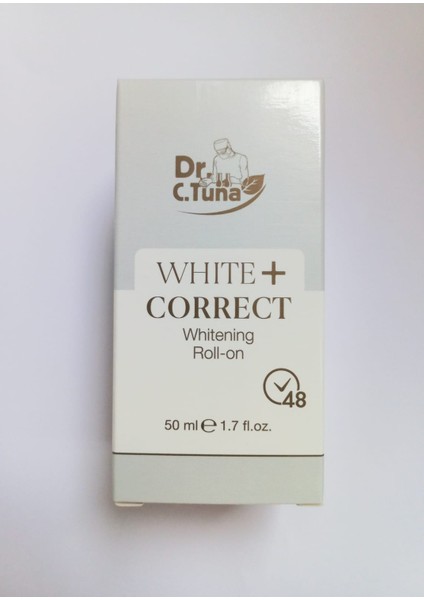 Dr.
C.Tuna
WHITE +
CORRECT
Whitening
Roll-on
48
50 ml ℮ 1.7 fl.oz.